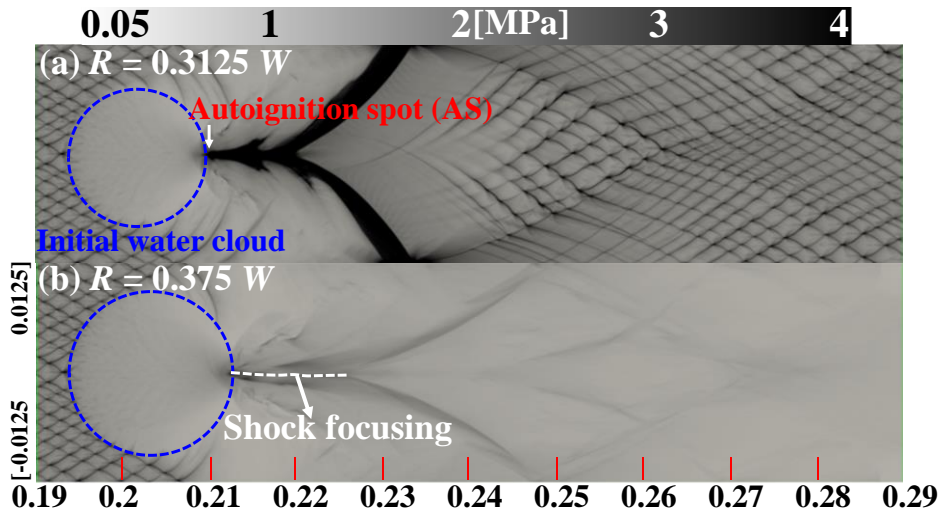 0.05 1 2[MPa] 3 4
(a) R = 0.3125 W
Autoignition spot (AS)
Initial water cloud
(b) R = 0.375 W
Shock focusing
[-0.0125 0.0125]
0.19 0.2 0.21 0.22 0.23 0.24 0.25 0.26 0.27 0.28 0.29